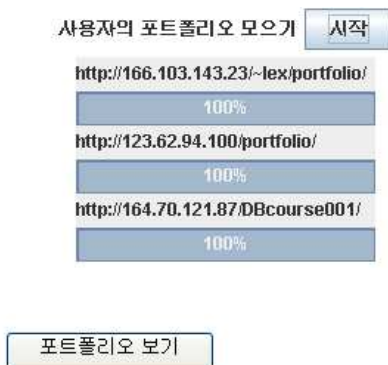 사용자의 포트폴리오 모으기 시작
http://166.103.143.23/~lex/portfolio/
100%
http://123.62.94.100/portfolio/
100%
http://164.70.121.87/DBcourse001/
100%
포트폴리오 보기